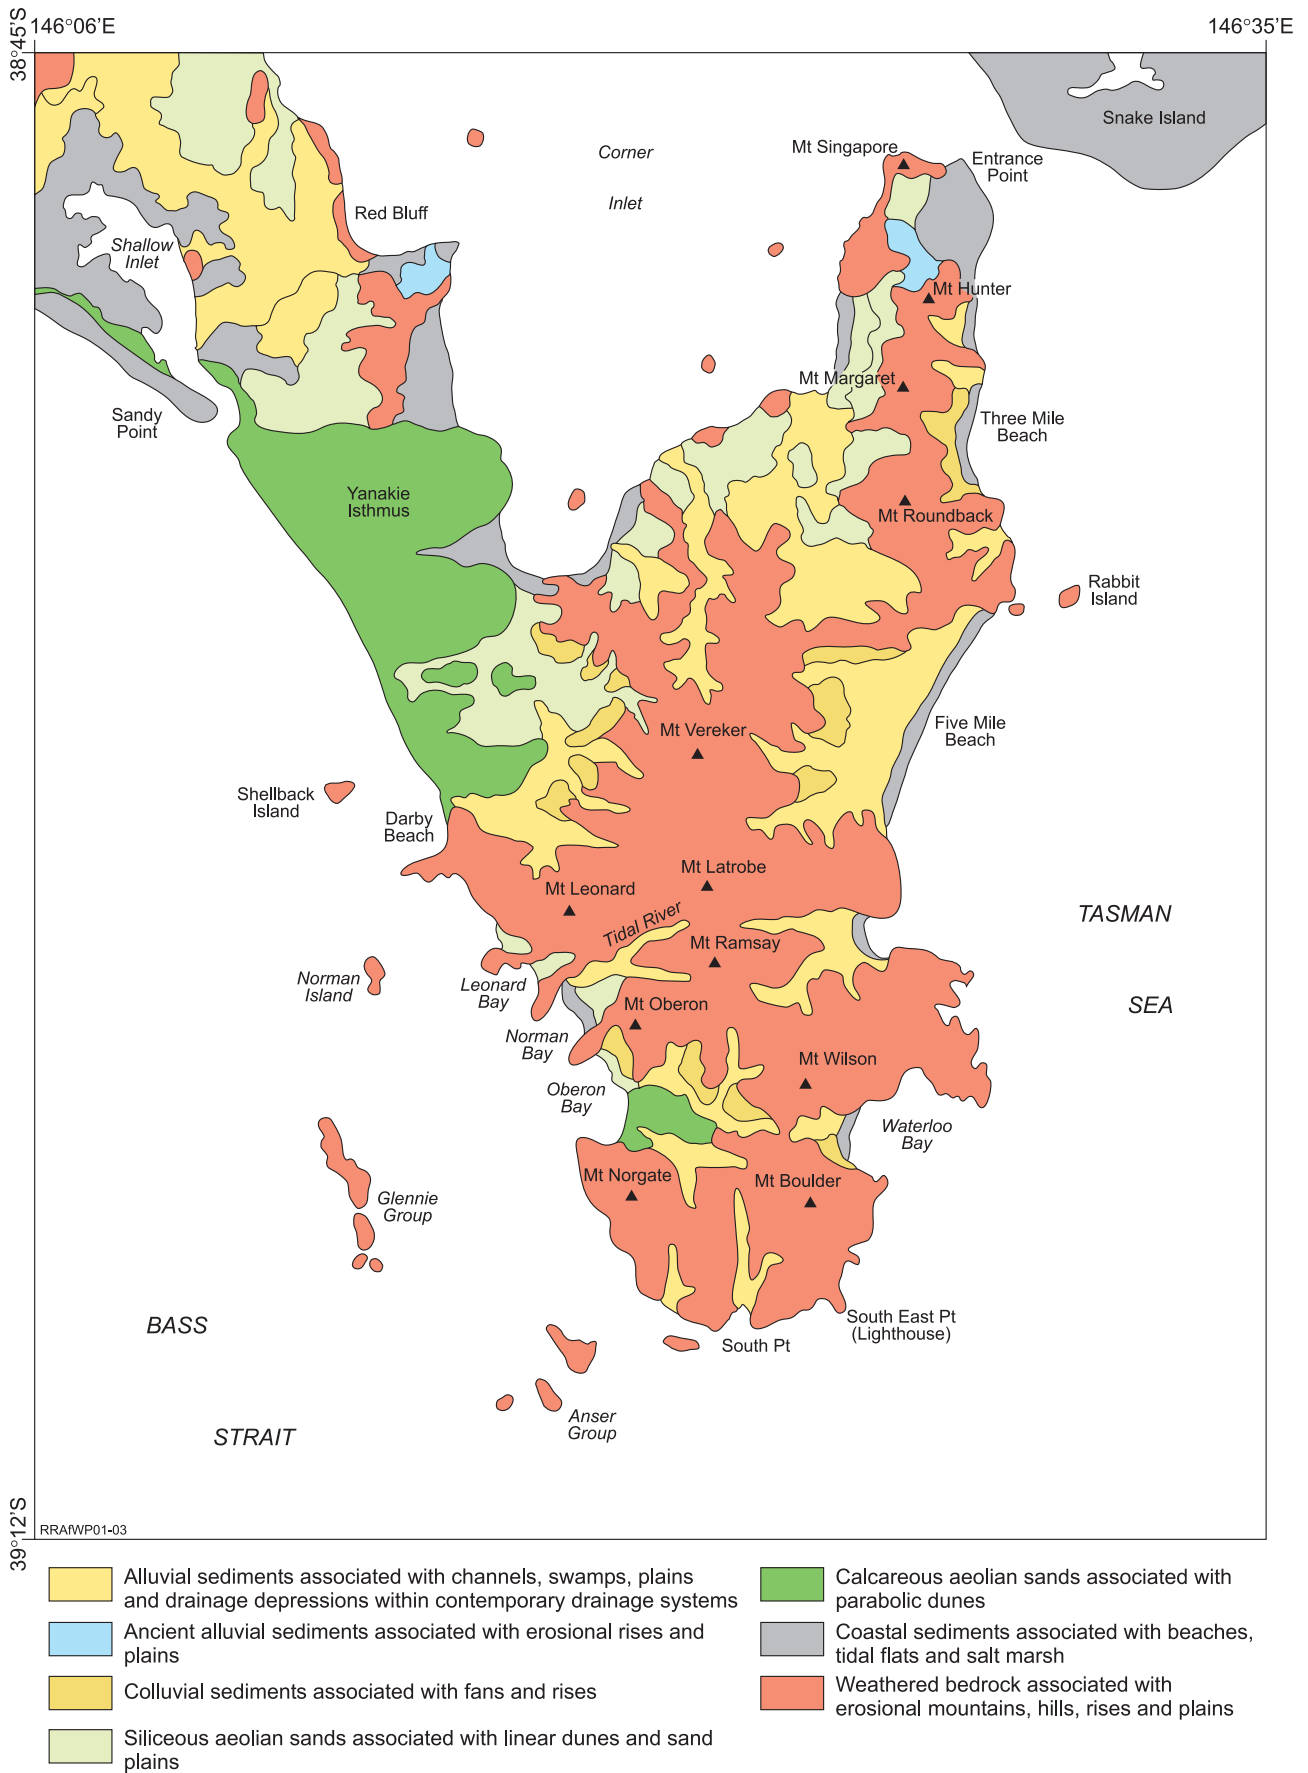 146°06'E
146°35'E
38°45'S
Snake Island
Mt Singapore
Corner
Inlet
Entrance
Point
Red Bluff
Shallow
Inlet
Mt Hunter
Mt Margaret
Sandy
Point
Three Mile
Beach
Yanakie
Isthmus
Mt Roundback
Rabbit
Island
Five Mile
Beach
Mt Vereker
Shellback
Island
Darby
Beach
Mt Latrobe
Mt Leonard
Tidal River
TASMAN
Mt Ramsay
Norman
Island
Leonard
Bay
SEA
Mt Oberon
Norman
Bay
Mt Wilson
Oberon
Bay
Waterloo
Bay
Mt Norgate
Mt Boulder
Glennie
Group
BASS
South East Pt
(Lighthouse)
South Pt
Anser
Group
STRAIT
39°12'S
RRAfWP01-03
Alluvial sediments associated with channels, swamps, plains
and drainage depressions within contemporary drainage systems
Ancient alluvial sediments associated with erosional rises and
plains
Colluvial sediments associated with fans and rises
Siliceous aeolian sands associated with linear dunes and sand
plains
Calcareous aeolian sands associated with
parabolic dunes
Coastal sediments associated with beaches,
tidal flats and salt marsh
Weathered bedrock associated with
erosional mountains, hills, rises and plains